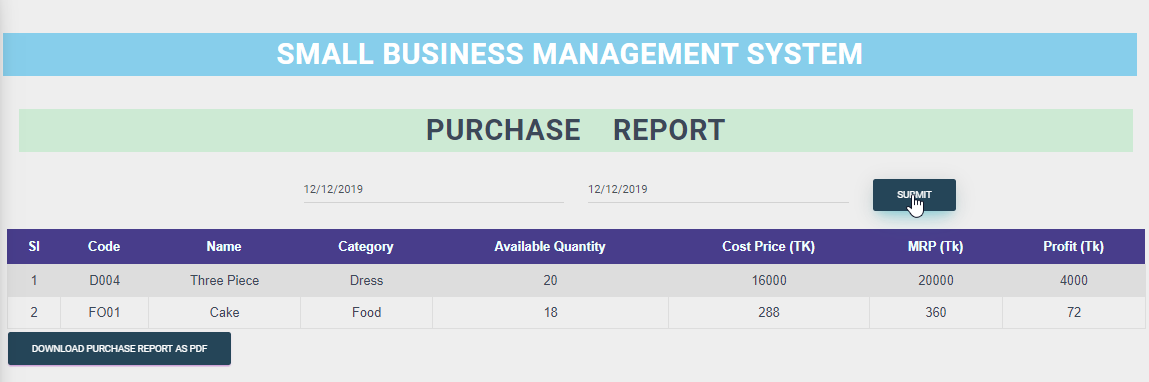 SMALL BUSINESS MANAGEMENT SYSTEM
PURCHASE REPORT
12/12/2019 12/12/2019 SUBMIT
Sl Code Name Category Available Quantity Cost Price (TK) MRP (Tk) Profit (Tk)
1 D004 Three Piece Dress 20 16000 20000 4000
2 FO01 Cake Food 18 288 360 72
DOWNLOAD PURCHASE REPORT AS PDF